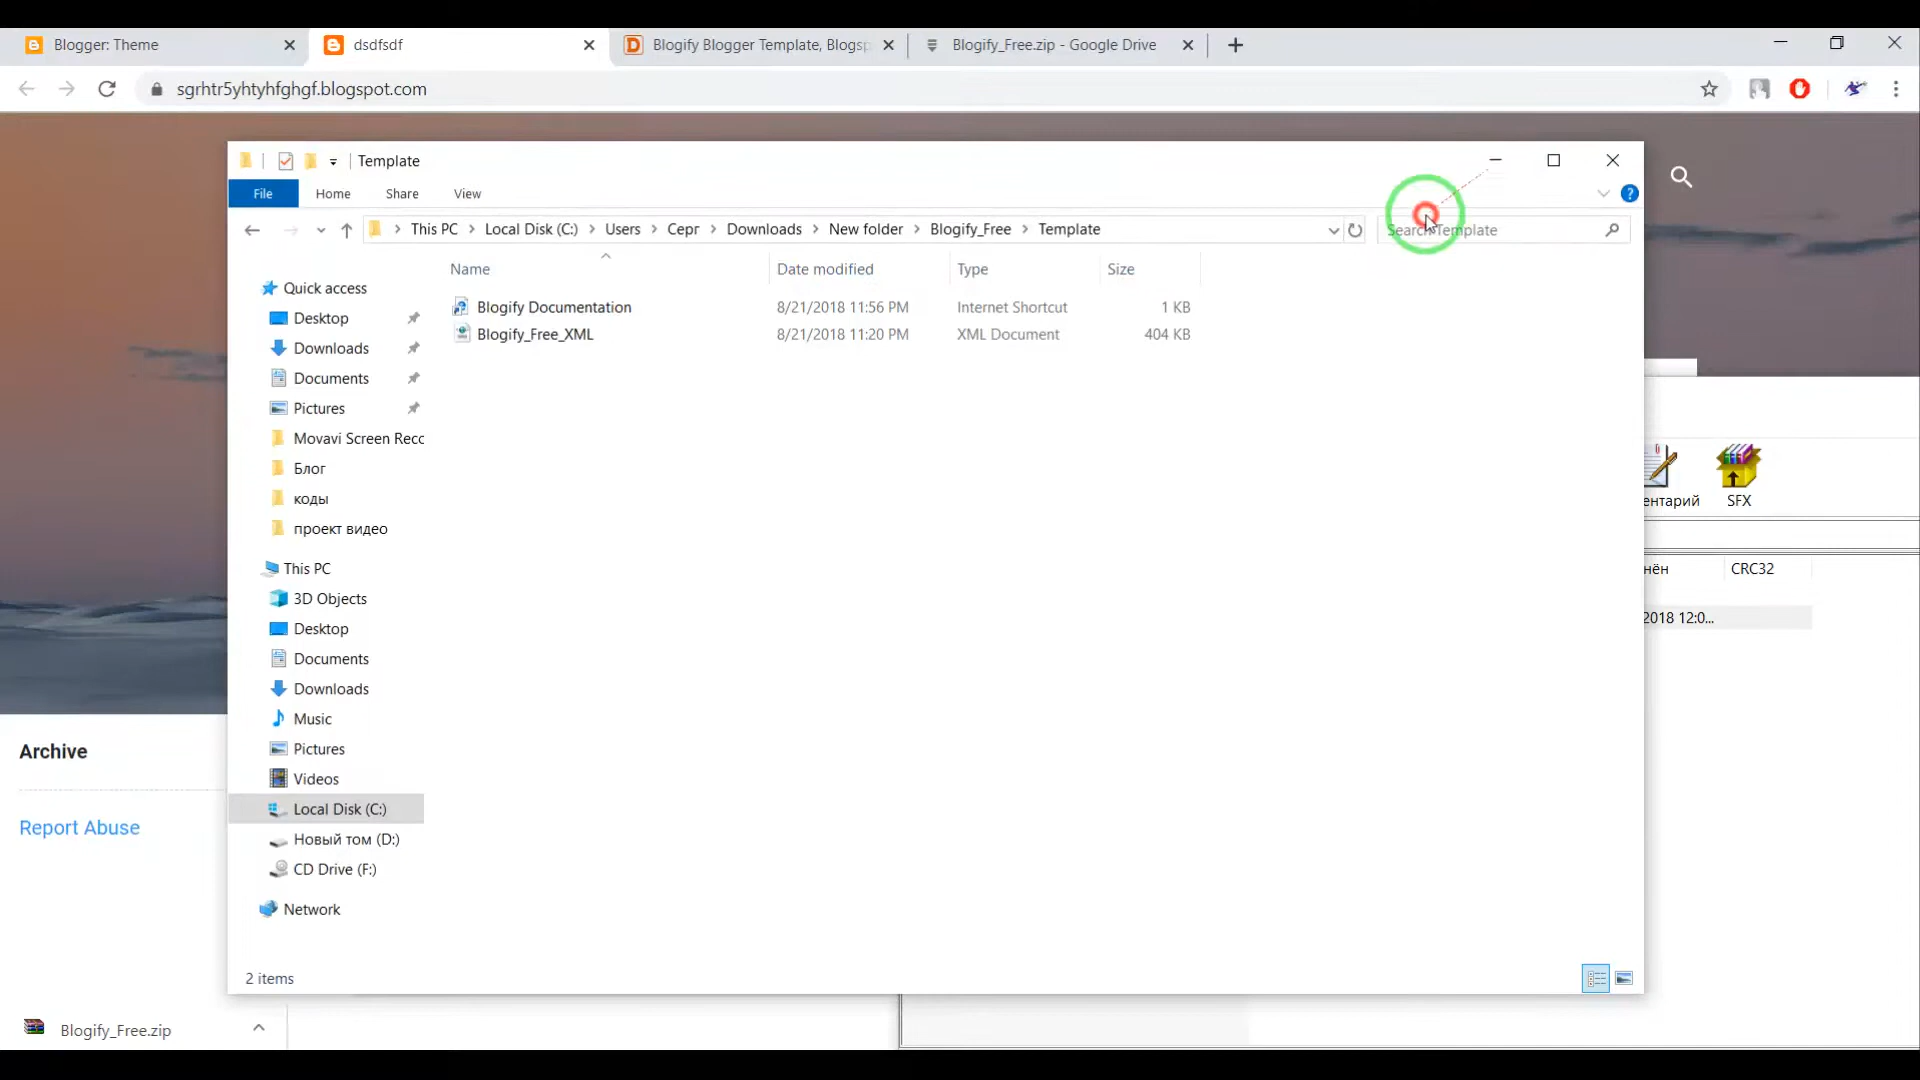 Blogger: Theme
dsdfsdf
Blogify Blogger Template, Blogsp
Blogify_Free.zip - Google Drive
sgrhtr5yhtyhfghgf.blogspot.com
Template
File
Home
Share
View
This PC
Local Disk (C:)
Users
Серг
Downloads
New folder
Blogify_Free
Template
Search Template
Name
Date modified
Type
Size
Blogify Documentation
8/21/2018 11:56 PM
Internet Shortcut
1 KB
Blogify_Free_XML
8/21/2018 11:20 PM
XML Document
404 KB
Quick access
Desktop
Downloads
Documents
Pictures
Movavi Screen Recc
Блог
коды
проект видео
This PC
3D Objects
Desktop
Documents
Downloads
Music
Pictures
Videos
Local Disk (C:)
Новый том (D:)
CD Drive (F:)
Network
2 items
ентарий
SFX
нён
CRC32
2018 12:0...
Archive
Report Abuse
Blogify_Free.zip